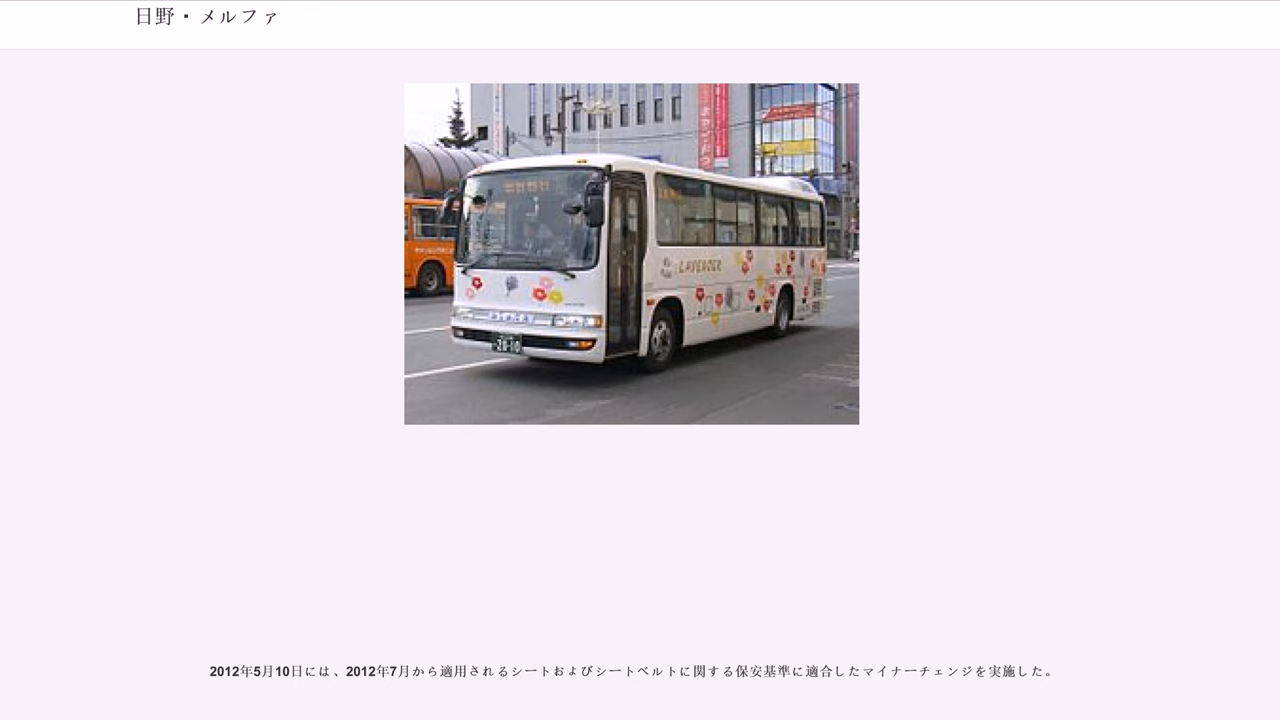 日野・メルファ
LAVENDER
20-10
2012年5月10日には、2012年7月から適用されるシートおよびシートベルトに関する保安基準に適合したマイナーチェンジを実施した。